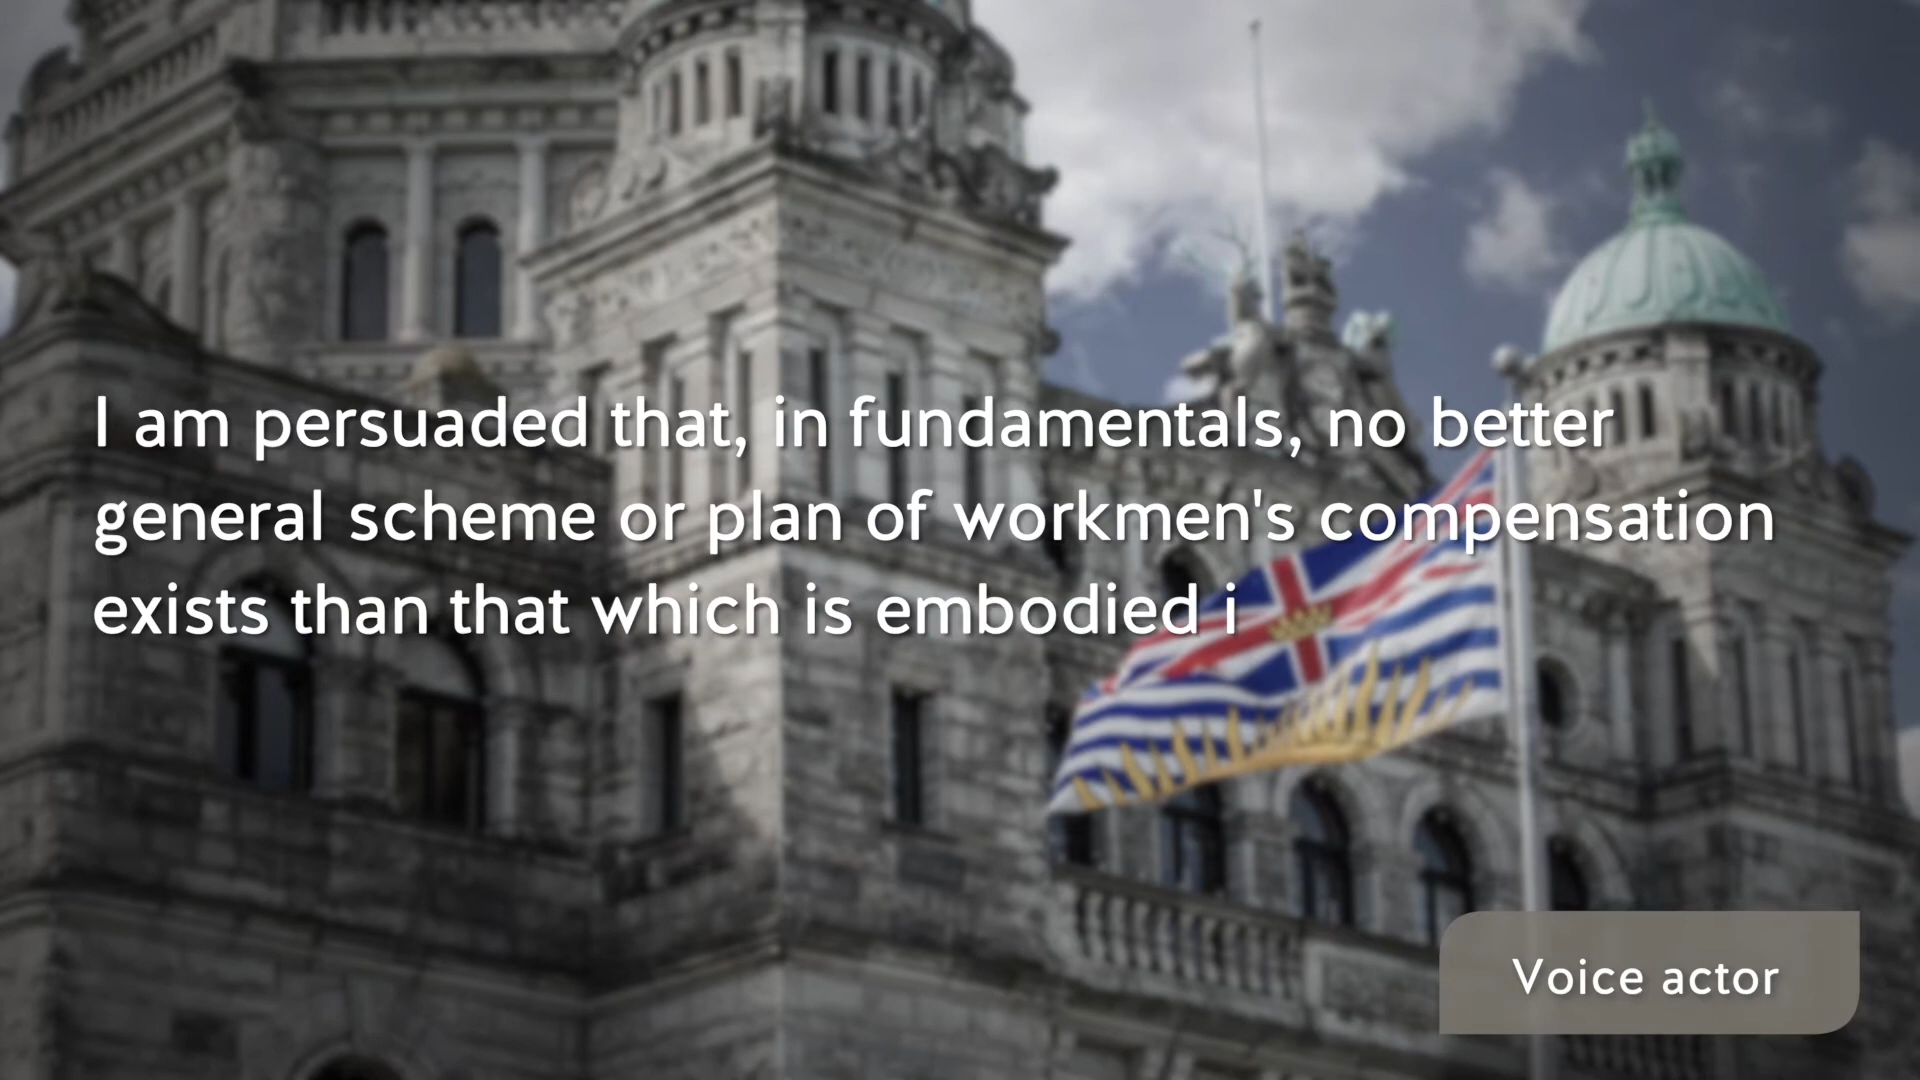 I am persuaded that, in fundamentals, no better
general scheme or plan of workmen's compensation
exists than that which is embodied i
Voice actor